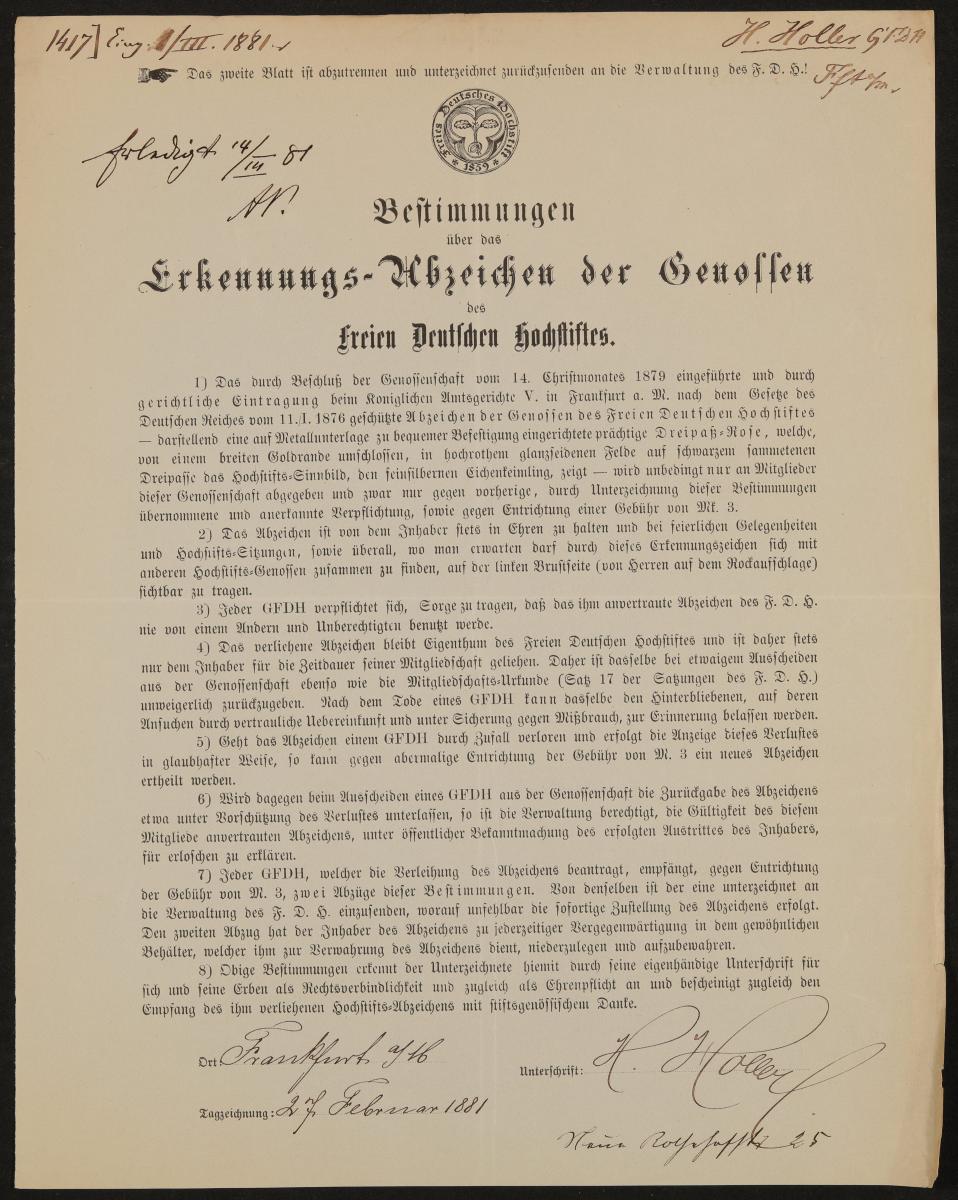 1417] Eing. 1/III. 1881.
H. Holler GFDH
Das zweite Blatt ist abzutrennen und unterzeichnet zurückzusenden an die Verwaltung des F. D. H.!
Freies Deutsches Hochstift
* 1859 *
Erledigt 14/III 81
Bestimmungen
über das
Erkennungs-Abzeichen der Genossen
des
Freien Deutschen Hochstiftes.
1) Das durch Beschluß der Genossenschaft vom 14. Christmonates 1879 eingeführte und durch
gerichtliche Eintragung beim Königlichen Amtsgerichte V. in Frankfurt a. M. nach dem Gesetze des
Deutschen Reiches vom 11./I. 1876 geschützte Abzeichen der Genossen des Freien Deutschen Hochstiftes
— darstellend eine auf Metallunterlage zu bequemer Befestigung eingerichtete prächtige Dreipaß-Rose, welche,
von einem breiten Goldrande umschlossen, in hochrothem glanzseidenen Felde auf schwarzem sammetenen
Dreipasse das Hochstifts-Sinnbild, den feinsilbernen Eichenkeimling, zeigt — wird unbedingt nur an Mitglieder
dieser Genossenschaft abgegeben und zwar nur gegen vorherige, durch Unterzeichnung dieser Bestimmungen
übernommene und anerkannte Verpflichtung, sowie gegen Entrichtung einer Gebühr von Mk. 3.
2) Das Abzeichen ist von dem Inhaber stets in Ehren zu halten und bei feierlichen Gelegenheiten
und Hochstifts-Sitzungen, sowie überall, wo man erwarten darf durch dieses Erkennungszeichen sich mit
anderen Hochstifts-Genossen zusammen zu finden, auf der linken Brustseite (von Herren auf dem Rockaufschlage)
sichtbar zu tragen.
3) Jeder GFDH verpflichtet sich, Sorge zu tragen, daß das ihm anvertraute Abzeichen des F. D. H.
nie von einem Andern und Unberechtigten benutzt werde.
4) Das verliehene Abzeichen bleibt Eigenthum des Freien Deutschen Hochstiftes und ist daher stets
nur dem Inhaber für die Zeitdauer seiner Mitgliedschaft geliehen. Daher ist dasselbe bei etwaigem Ausscheiden
aus der Genossenschaft ebenso wie die Mitgliedschafts-Urkunde (Satz 17 der Satzungen des F. D. H.)
unweigerlich zurückzugeben. Nach dem Tode eines GFDH kann dasselbe den Hinterbliebenen, auf deren
Ansuchen durch vertrauliche Uebereinkunft und unter Sicherung gegen Mißbrauch, zur Erinnerung belassen werden.
5) Geht das Abzeichen einem GFDH durch Zufall verloren und erfolgt die Anzeige dieses Verlustes
in glaubhafter Weise, so kann gegen abermalige Entrichtung der Gebühr von M. 3 ein neues Abzeichen
ertheilt werden.
6) Wird dagegen beim Ausscheiden eines GFDH aus der Genossenschaft die Zurückgabe des Abzeichens
etwa unter Vorschützung des Verlustes unterlassen, so ist die Verwaltung berechtigt, die Gültigkeit des diesem
Mitgliede anvertrauten Abzeichens, unter öffentlicher Bekanntmachung des erfolgten Austrittes des Inhabers,
für erloschen zu erklären.
7) Jeder GFDH, welcher die Verleihung des Abzeichens beantragt, empfängt, gegen Entrichtung
der Gebühr von M. 3, zwei Abzüge dieser Bestimmungen. Von denselben ist der eine unterzeichnet an
die Verwaltung des F. D. H. einzusenden, worauf unfehlbar die sofortige Zustellung des Abzeichens erfolgt.
Den zweiten Abzug hat der Inhaber des Abzeichens zu jederzeitiger Vergegenwärtigung in dem gewöhnlichen
Behälter, welcher ihm zur Verwahrung des Abzeichens dient, niederzulegen und aufzubewahren.
8) Obige Bestimmungen erkennt der Unterzeichnete hiemit durch seine eigenhändige Unterschrift für
sich und seine Erben als Rechtsverbindlichkeit und zugleich als Ehrenpflicht an und bescheinigt zugleich den
Empfang des ihm verliehenen Hochstifts-Abzeichens mit stiftsgenössischem Danke.
Ort: Frankfurt a/M
Unterschrift: H. Holler
Tagzeichnung: 27 Februar 1881
Neue 25